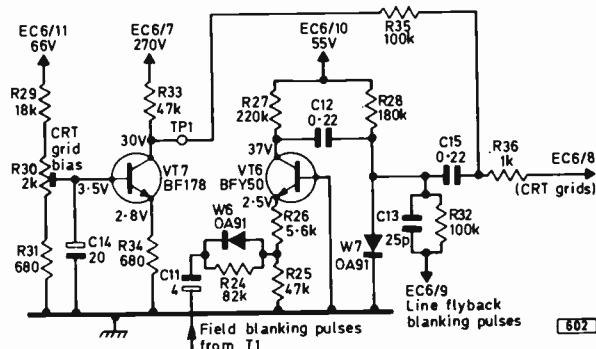 EC6/11
66V
EC6/7
270V
EC6/10
55V
R35
100k
R29
18k
R33
47k
TP1
30V
R27
220k
C12
0·22
R28
180k
CRT
grid
bias
R30
2k
3.5V
VT7
BF178
2·8V
37V
VT6
BFY50
2·5V
C15
0·22
R36
1k
EC6/8
(CRT grids)
R31
680
C14
20
R34
680
W6
OA91
R26
5.6k
C11
4
R24
82k
R25
47k
W7
OA91
C13
25p
R32
100k
EC6/9
Line flyback
blanking pulses
Field blanking pulses
from T1
602